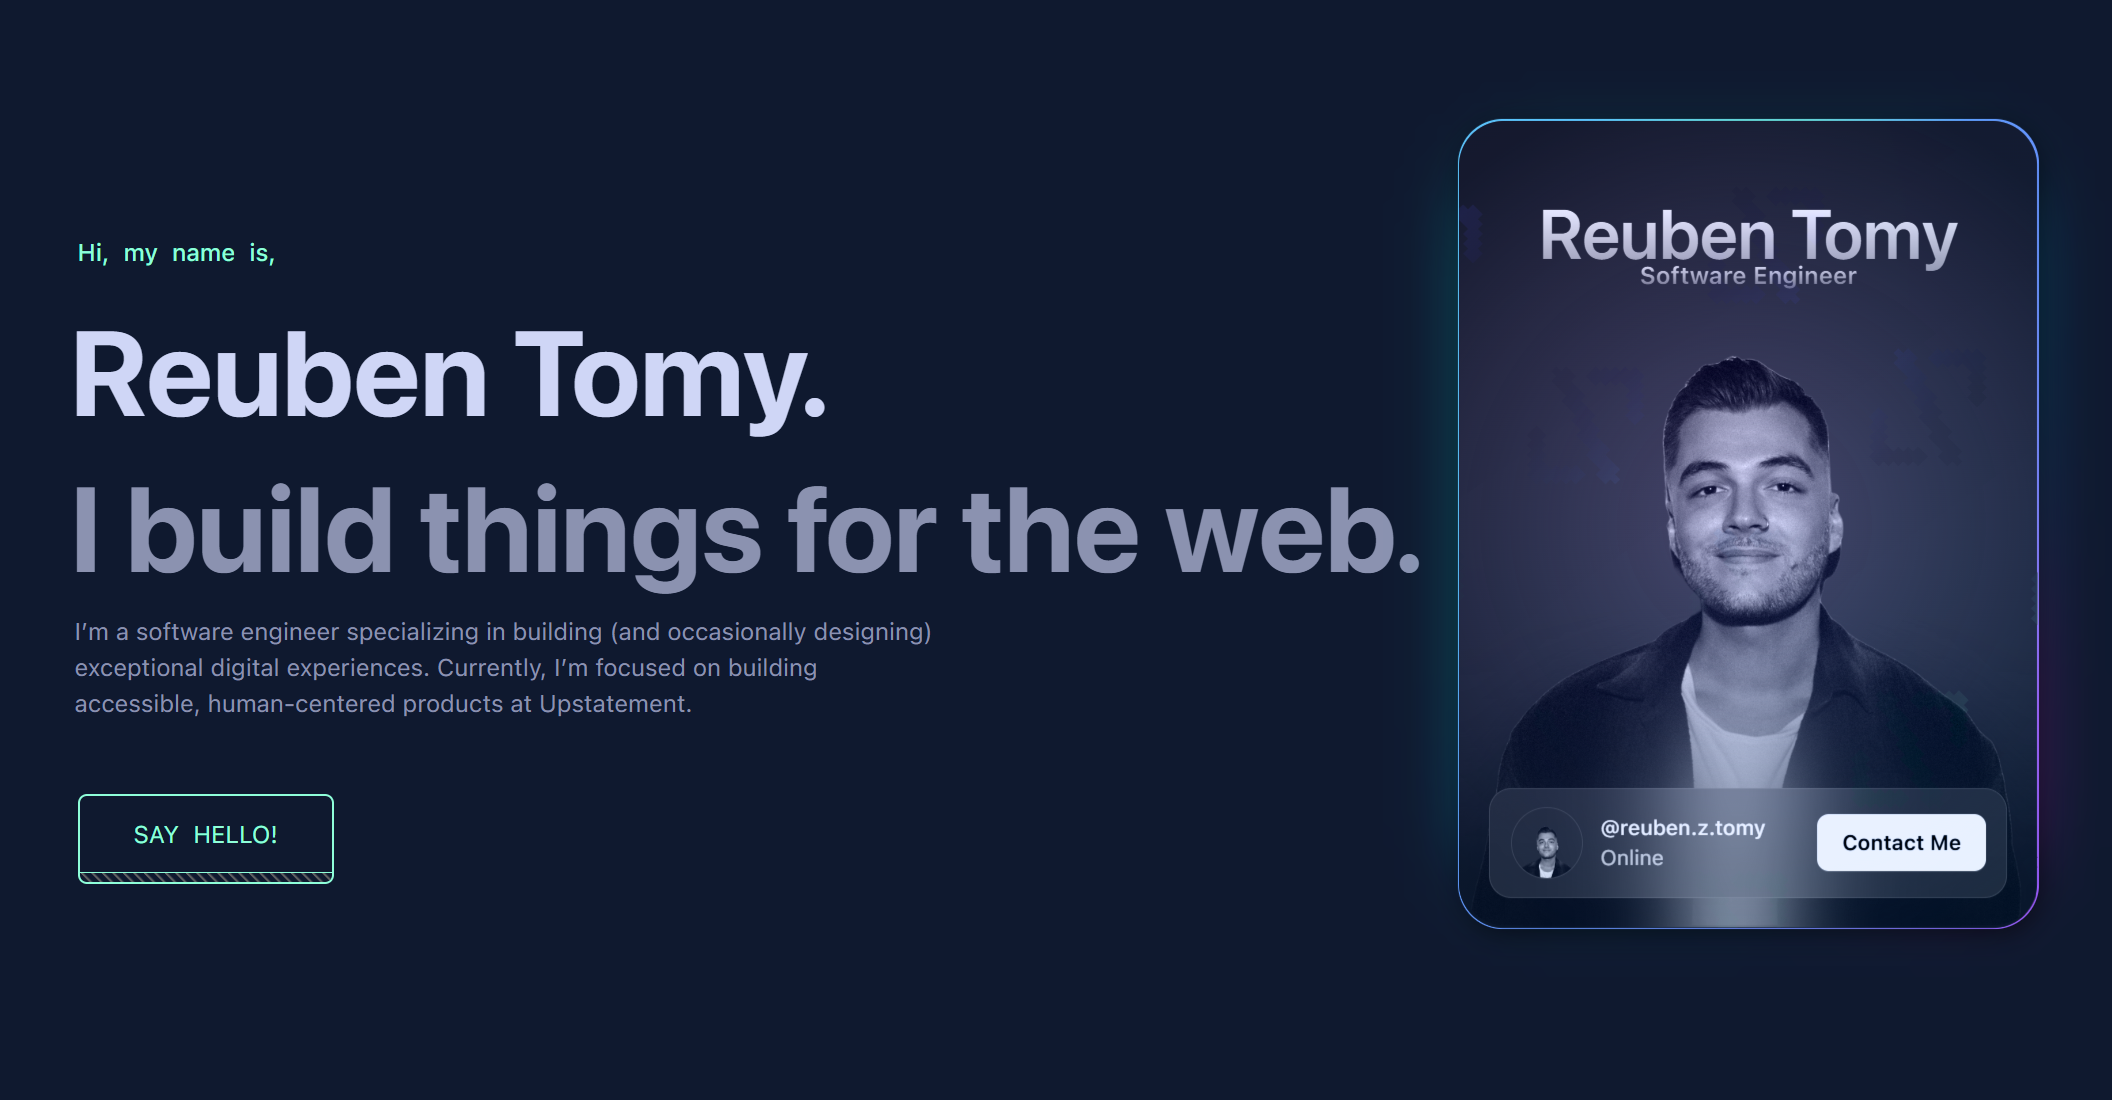 Hi, my name is,
Reuben Tomy.
I build things for the web.
I’m a software engineer specializing in building (and occasionally designing)
exceptional digital experiences. Currently, I’m focused on building
accessible, human-centered products at Upstatement.
SAY HELLO!
Reuben Tomy
Software Engineer
@reuben.z.tomy
Online
Contact Me